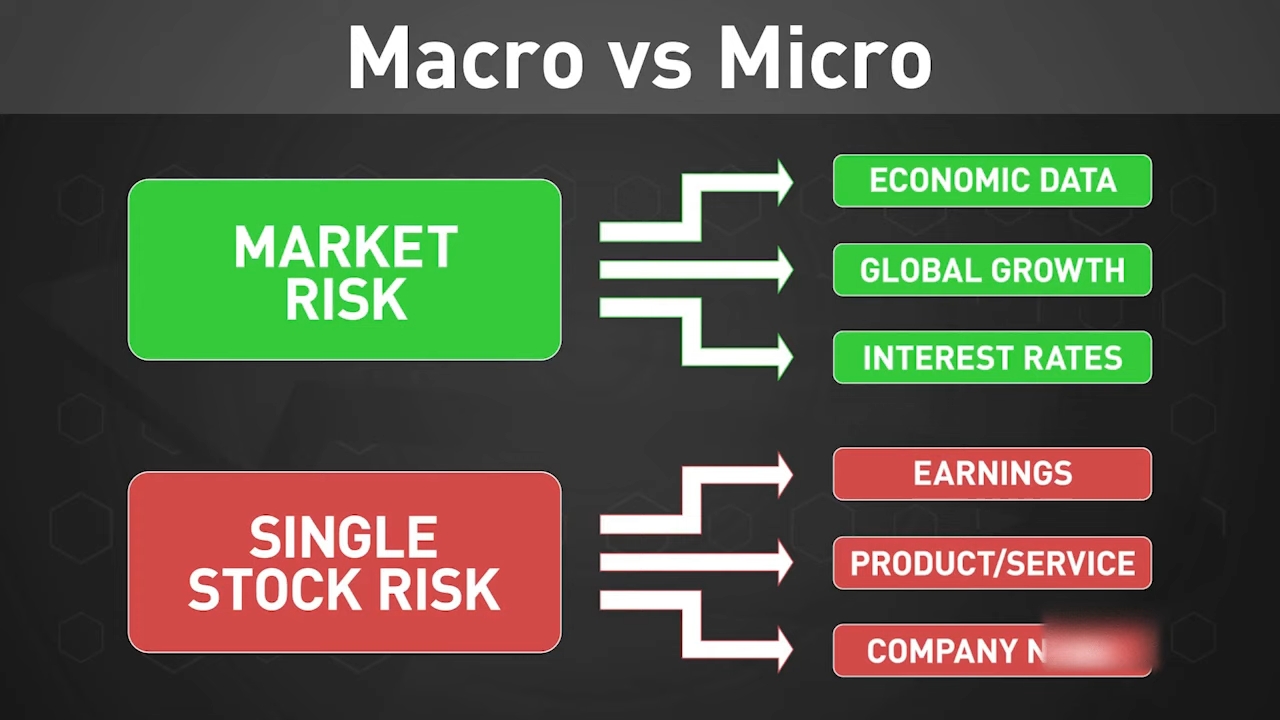 Macro vs Micro
MARKET
RISK
ECONOMIC DATA
GLOBAL GROWTH
INTEREST RATES
SINGLE
STOCK RISK
EARNINGS
PRODUCT/SERVICE
COMPANY